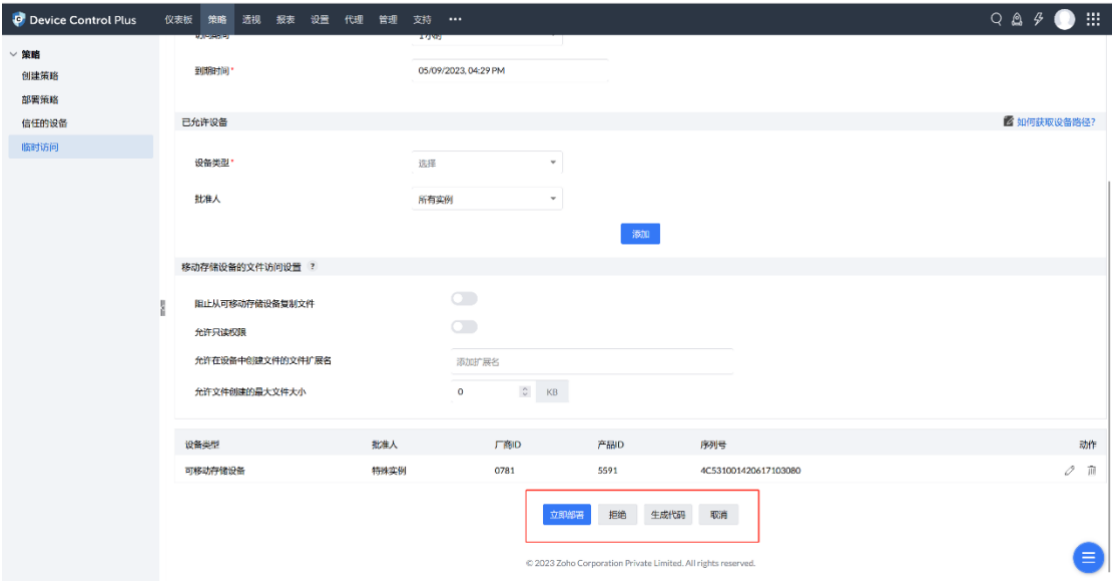 Device Control Plus 仪表板 策略 透视 报表 设置 代理 管理 支持 •••
策略
创建策略
部署策略
信任的设备
临时访问
访问期间 1 小时
到期时间* 05/09/2023, 04:29 PM
已允许设备 如何获取设备路径?
设备类型* 选择
批准人 所有实例
添加
移动存储设备的文件访问设置 ?
阻止从可移动存储设备复制文件
允许只读权限
允许在设备中创建文件的文件扩展名 添加扩展名
允许文件创建的最大文件大小 0 KB
设备类型 批准人 厂商ID 产品ID 序列号 动作
可移动存储设备 特殊实例 0781 5591 4C531001420617103080
立即部署 拒绝 生成代码 取消
© 2023 Zoho Corporation Private Limited. All rights reserved.